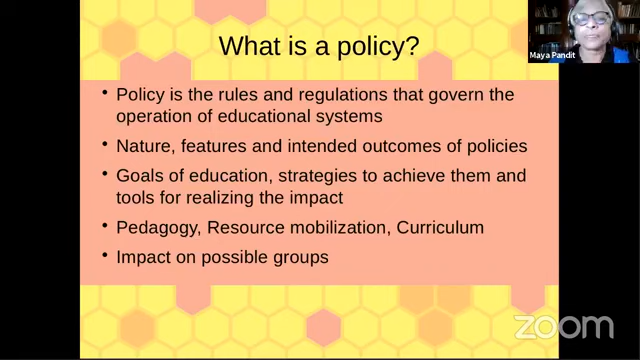 What is a policy?
Maya Pandit
• Policy is the rules and regulations that govern the
operation of educational systems
• Nature, features and intended outcomes of policies
• Goals of education, strategies to achieve them and
tools for realizing the impact
• Pedagogy, Resource mobilization, Curriculum
• Impact on possible groups
zoom